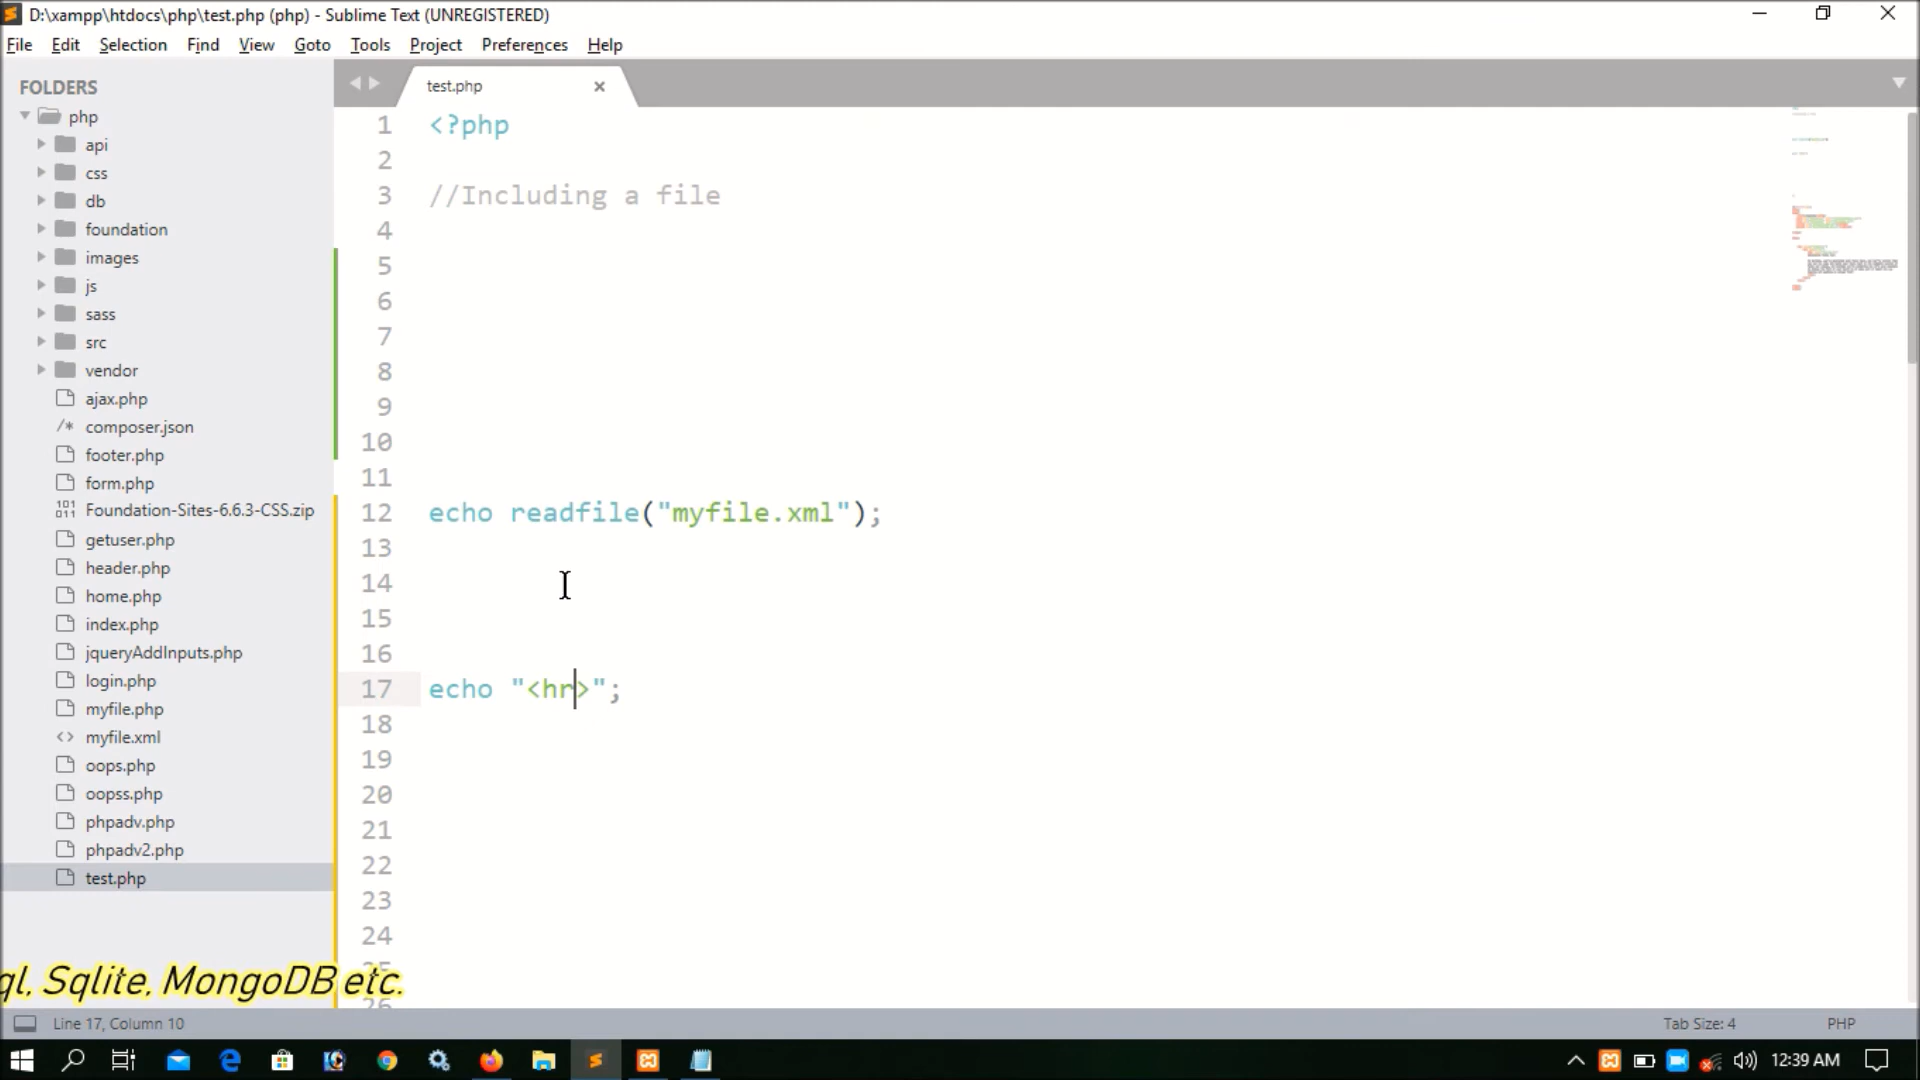 D:\xampp\htdocs\php\test.php (php) - Sublime Text (UNREGISTERED)
File Edit Selection Find View Goto Tools Project Preferences Help
FOLDERS
php
api
css
db
foundation
images
js
sass
src
vendor
ajax.php
/* composer.json
footer.php
form.php
Foundation-Sites-6.6.3-CSS.zip
getuser.php
header.php
home.php
index.php
jqueryAddInputs.php
login.php
myfile.php
<> myfile.xml
oops.php
oopss.php
phpadv.php
phpadv2.php
test.php
test.php
1 <?php
2
3 //Including a file
4
5
6
7
8
9
10
11
12 echo readfile("myfile.xml");
13
14
15
16
17 echo "<hr>";
18
19
20
21
22
23
24
25
26
ql, Sqlite, MongoDB etc.
Line 17, Column 10
Tab Size: 4
PHP
12:39 AM